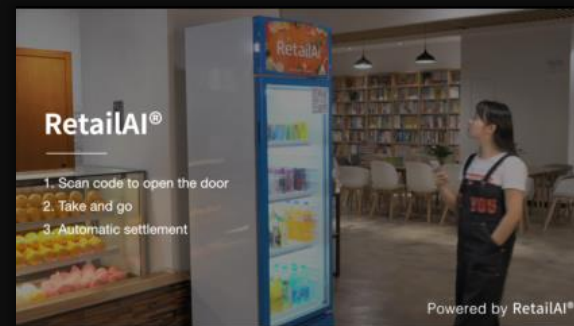 RetailAI
RetailAI®
1. Scan code to open the door
2. Take and go
3. Automatic settlement
Powered by RetailAI®